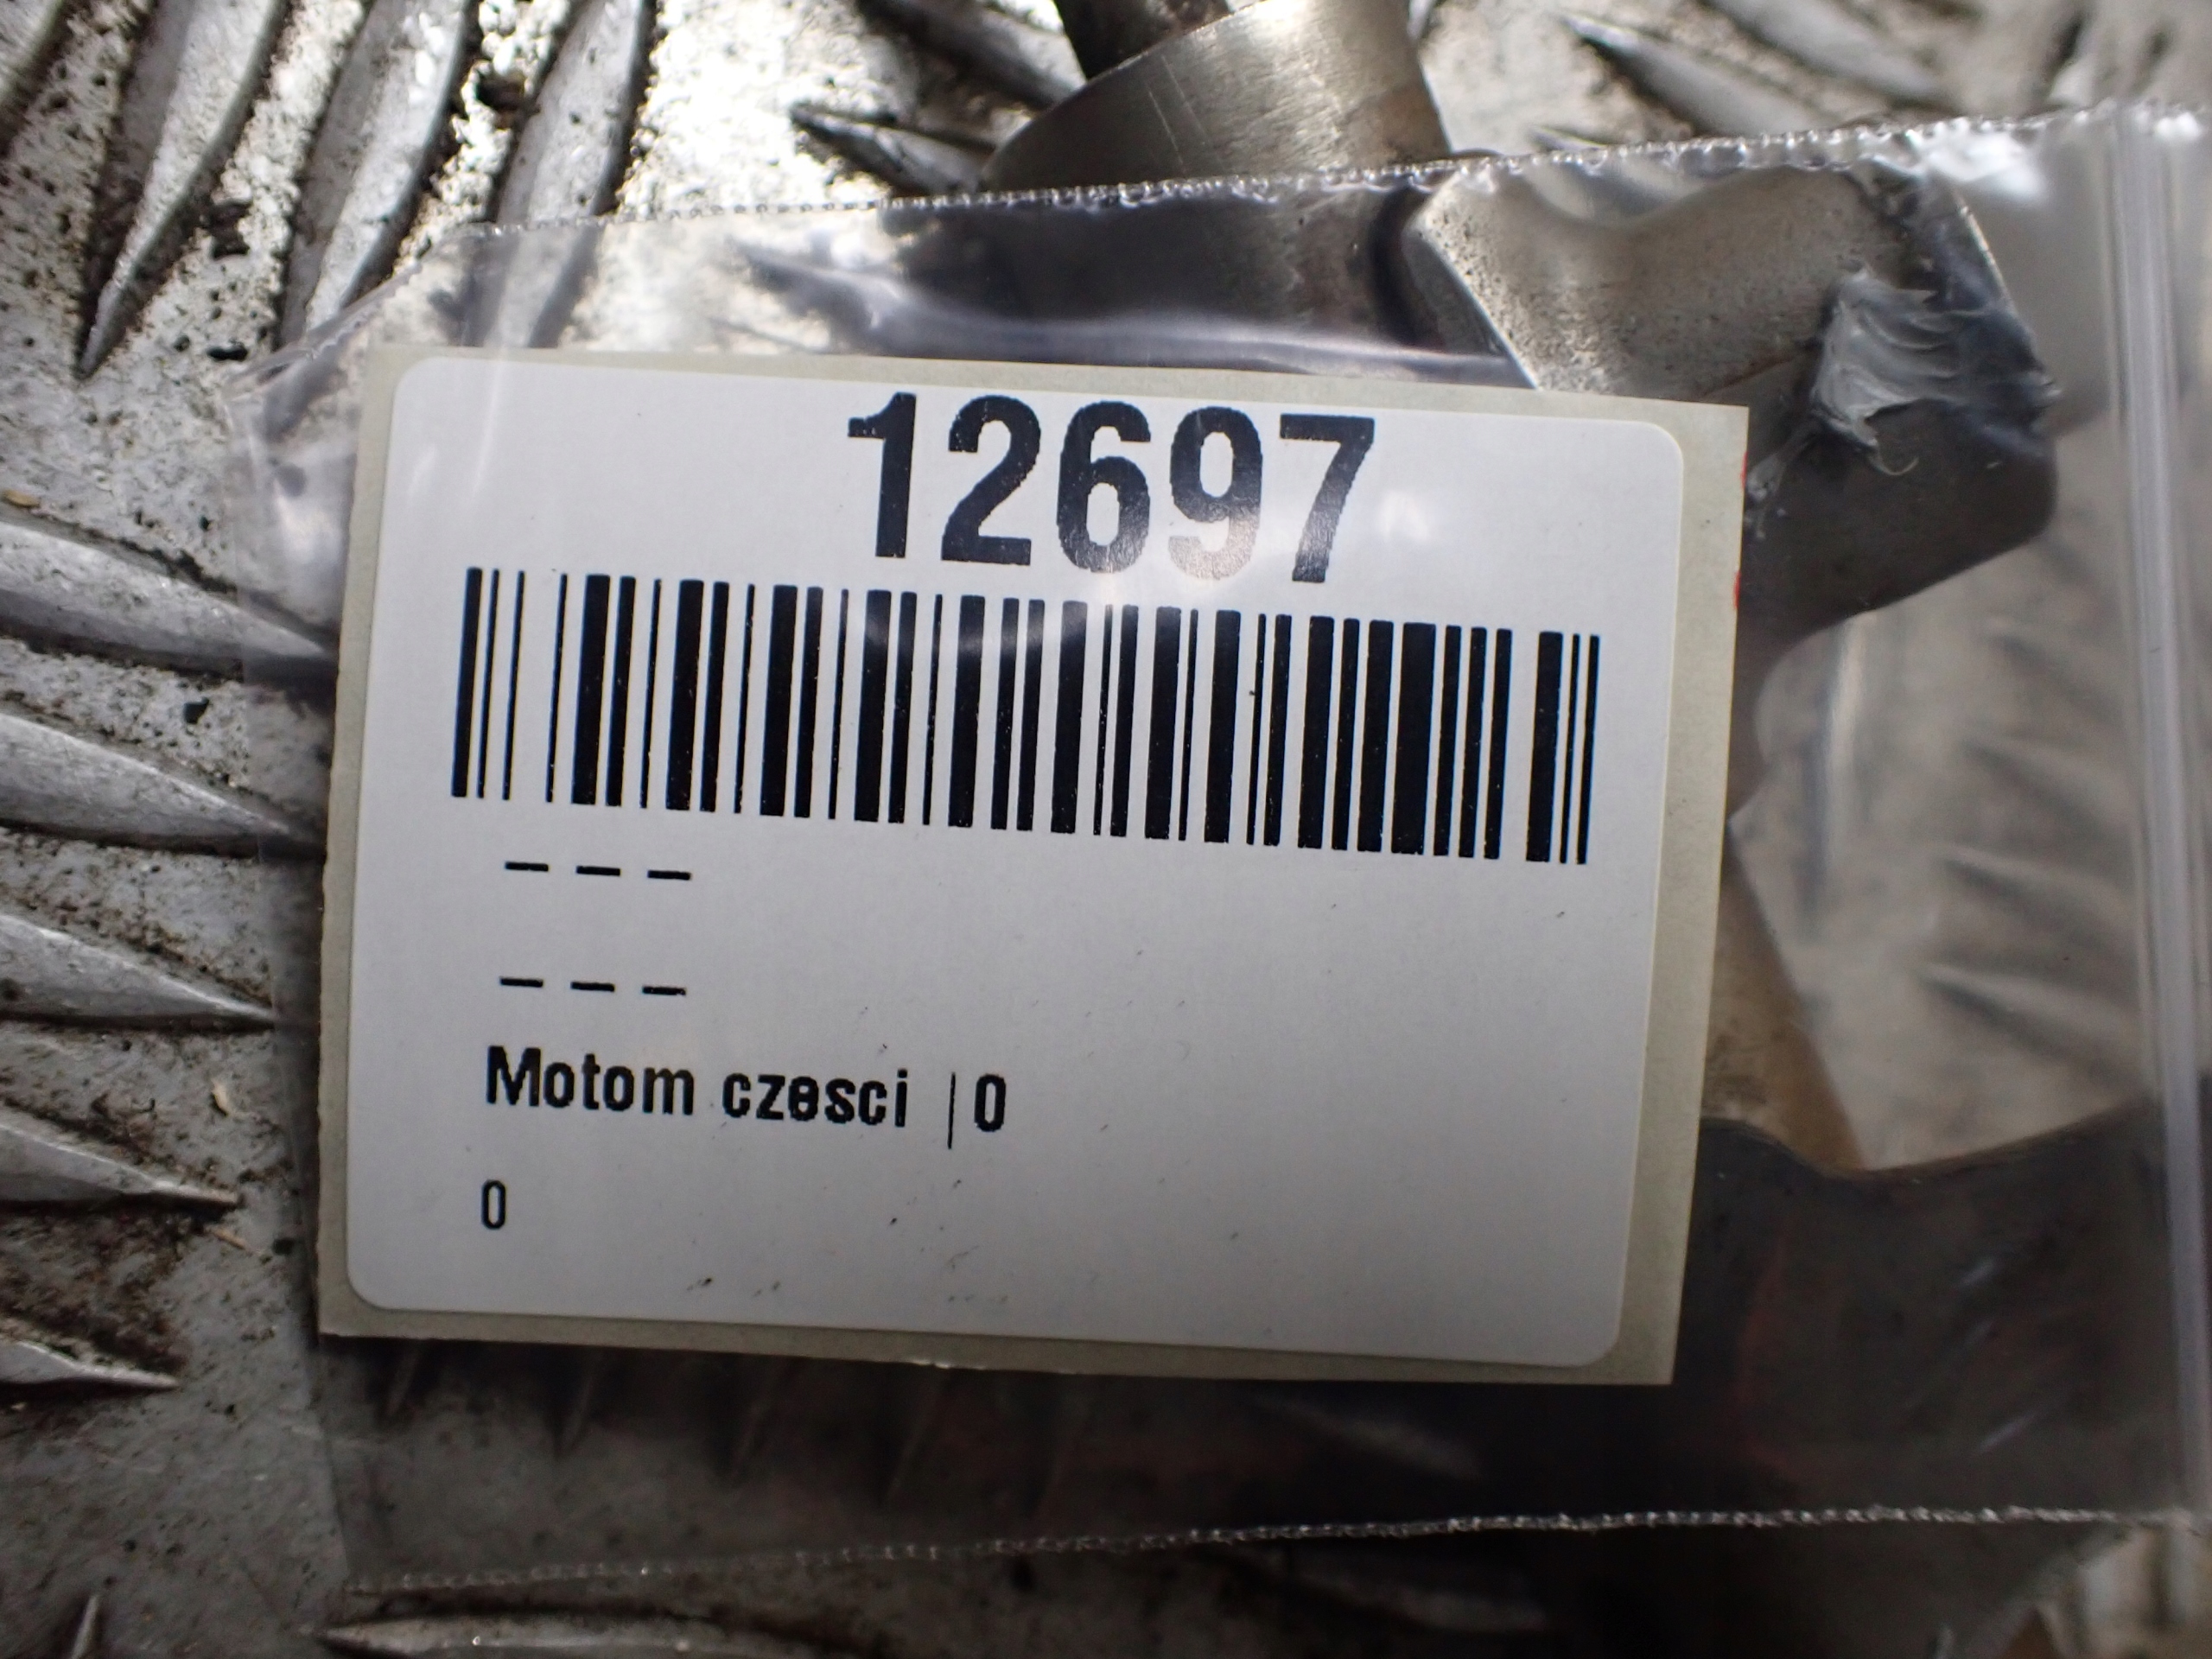 12697
– – –
– – –
Motom czesci |0
0